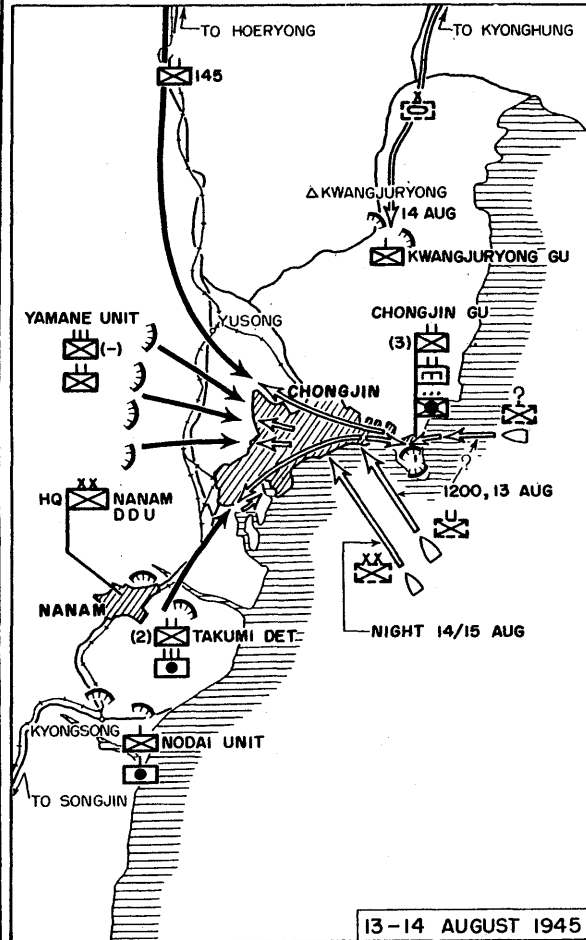 TO HOERYONG
TO KYONGHUNG
145
KWANGJURYONG
14 AUG
KWANGJURYONG GU
YAMANE UNIT
(-)
YUSONG
CHONGJIN GU
(3)
CHONGJIN
?
?
1200, 13 AUG
HQ
NANAM
DDU
NANAM
(2)
TAKUMI DET
NIGHT 14/15 AUG
KYONGSONG
NODAI UNIT
TO SONGJIN
13-14 AUGUST 1945